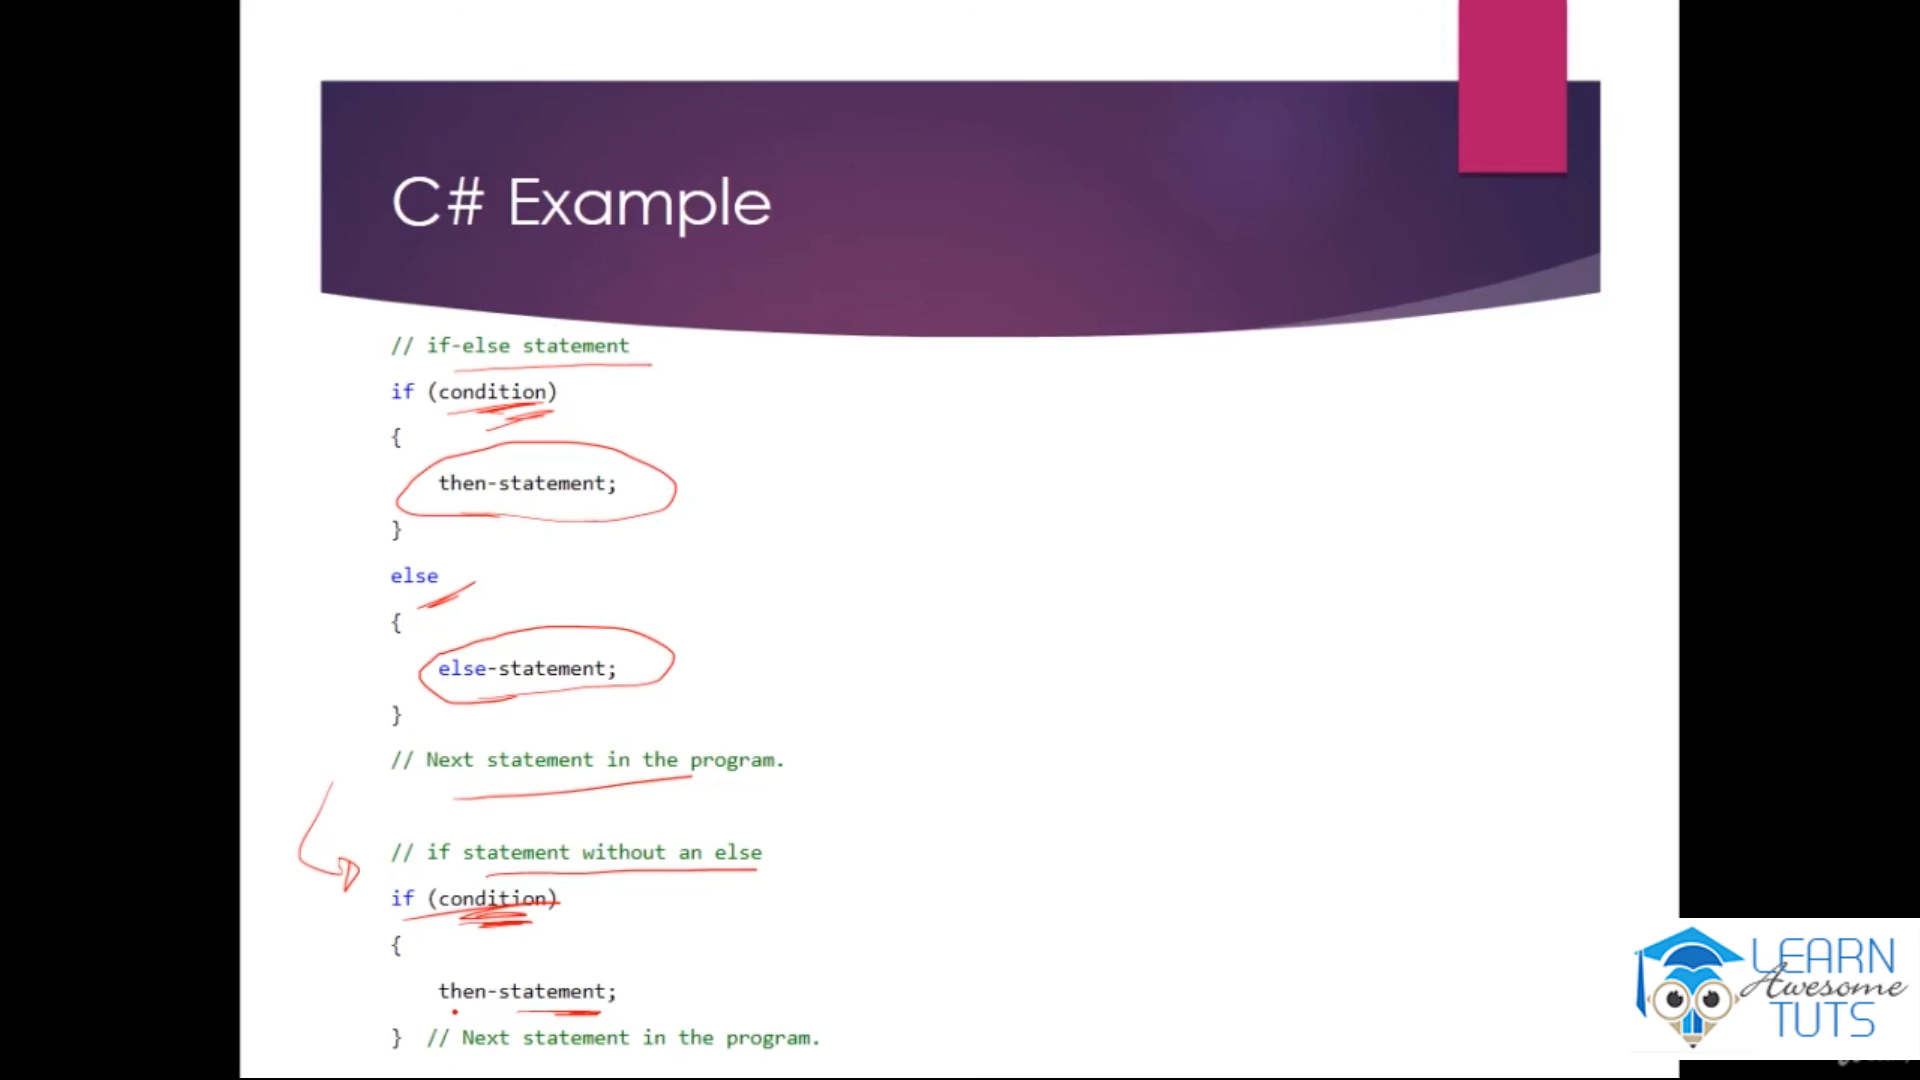 C# Example
// if-else statement
if (condition)
{
then-statement;
}
else
{
else-statement;
}
// Next statement in the program.
// if statement without an else
if (condition)
{
then-statement;
} // Next statement in the program.
LEARN
Awesome
TUTS